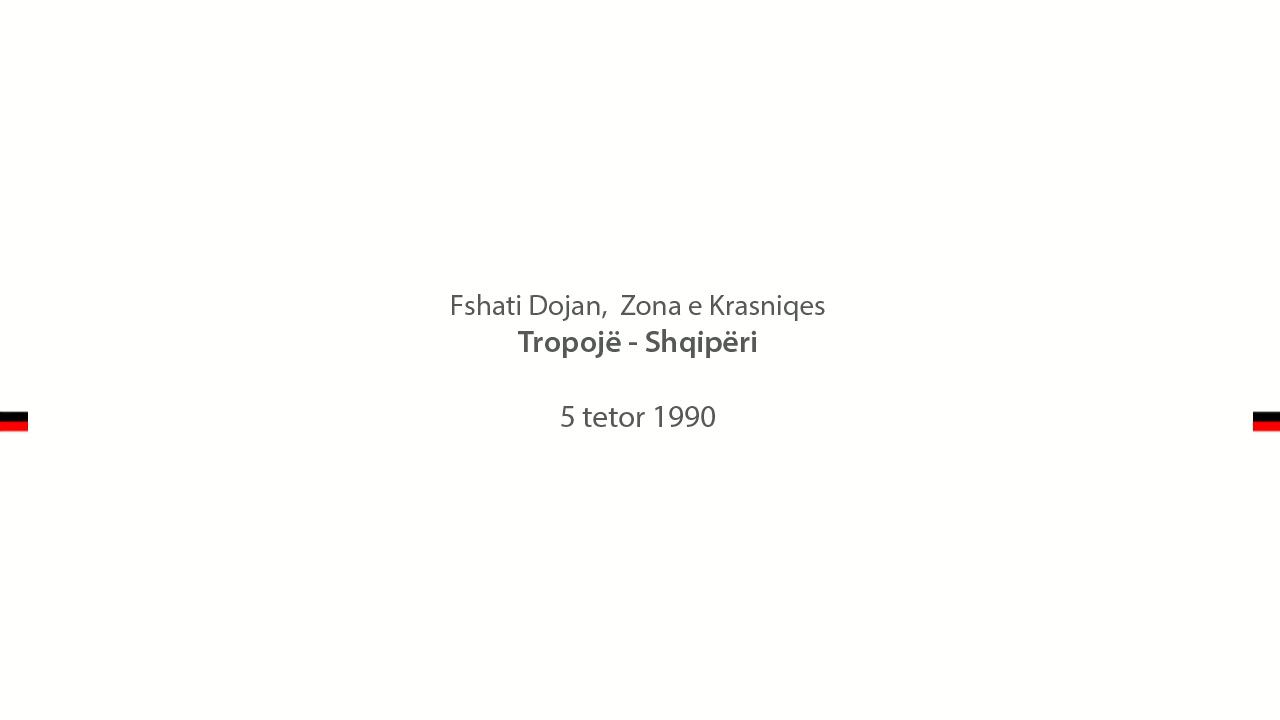 Fshati Dojan,  Zona e Krasniqes
Tropojë - Shqipëri
5 tetor 1990